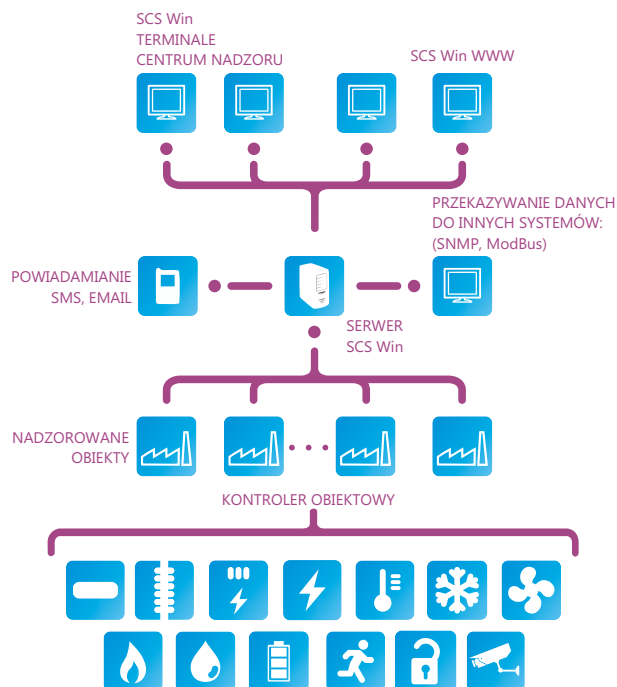 SCS Win
TERMINALE
CENTRUM NADZORU
SCS Win WWW
PRZEKAZYWANIE DANYCH
DO INNYCH SYSTEMÓW:
(SNMP, ModBus)
POWIADAMIANIE
SMS, EMAIL
SERWER
SCS Win
NADZOROWANE
OBIEKTY
KONTROLER OBIEKTOWY